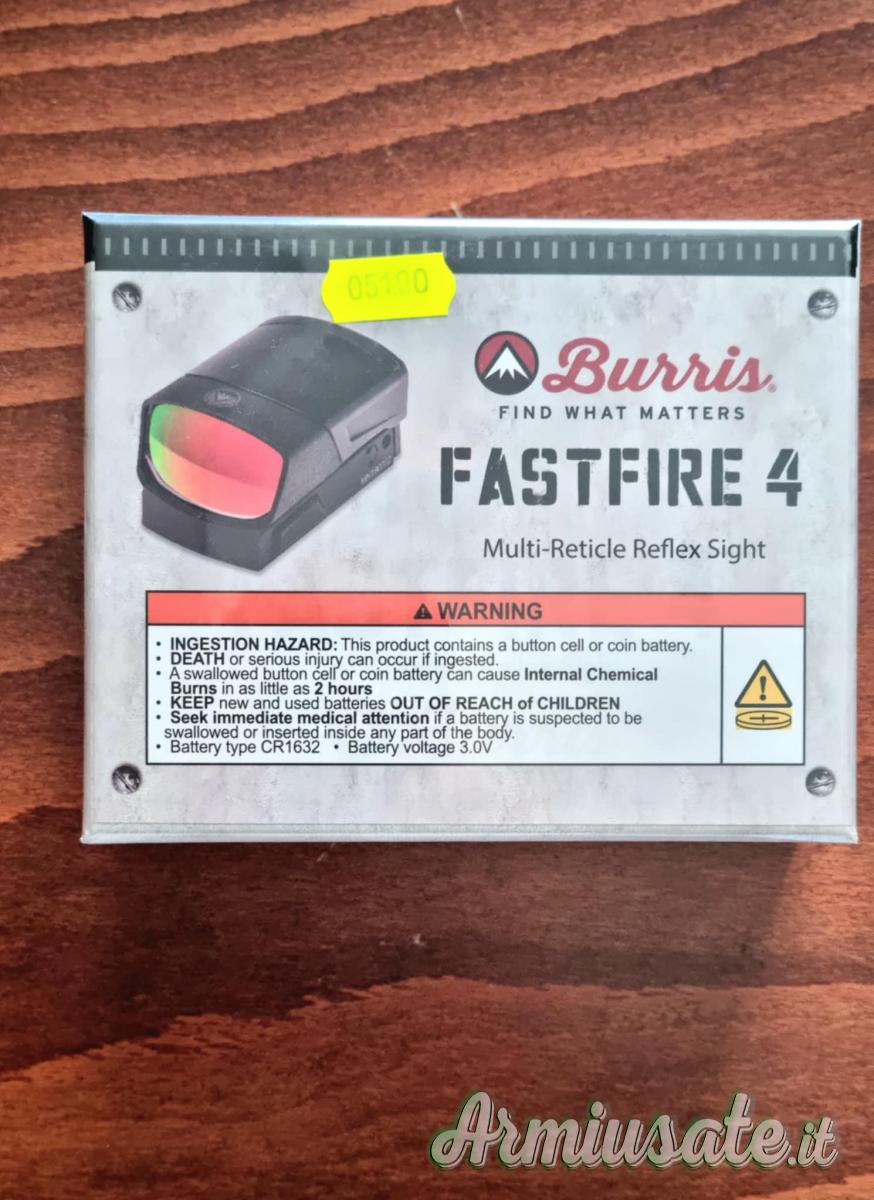 051.00
Burris®
FIND WHAT MATTERS
FASTFIRE 4
Multi-Reticle Reflex Sight
⚠ WARNING
• INGESTION HAZARD: This product contains a button cell or coin battery.
• DEATH or serious injury can occur if ingested.
• A swallowed button cell or coin battery can cause Internal Chemical
Burns in as little as 2 hours
• KEEP new and used batteries OUT OF REACH of CHILDREN
• Seek immediate medical attention if a battery is suspected to be
swallowed or inserted inside any part of the body.
• Battery type CR1632 • Battery voltage 3.0V
Armiusate.it